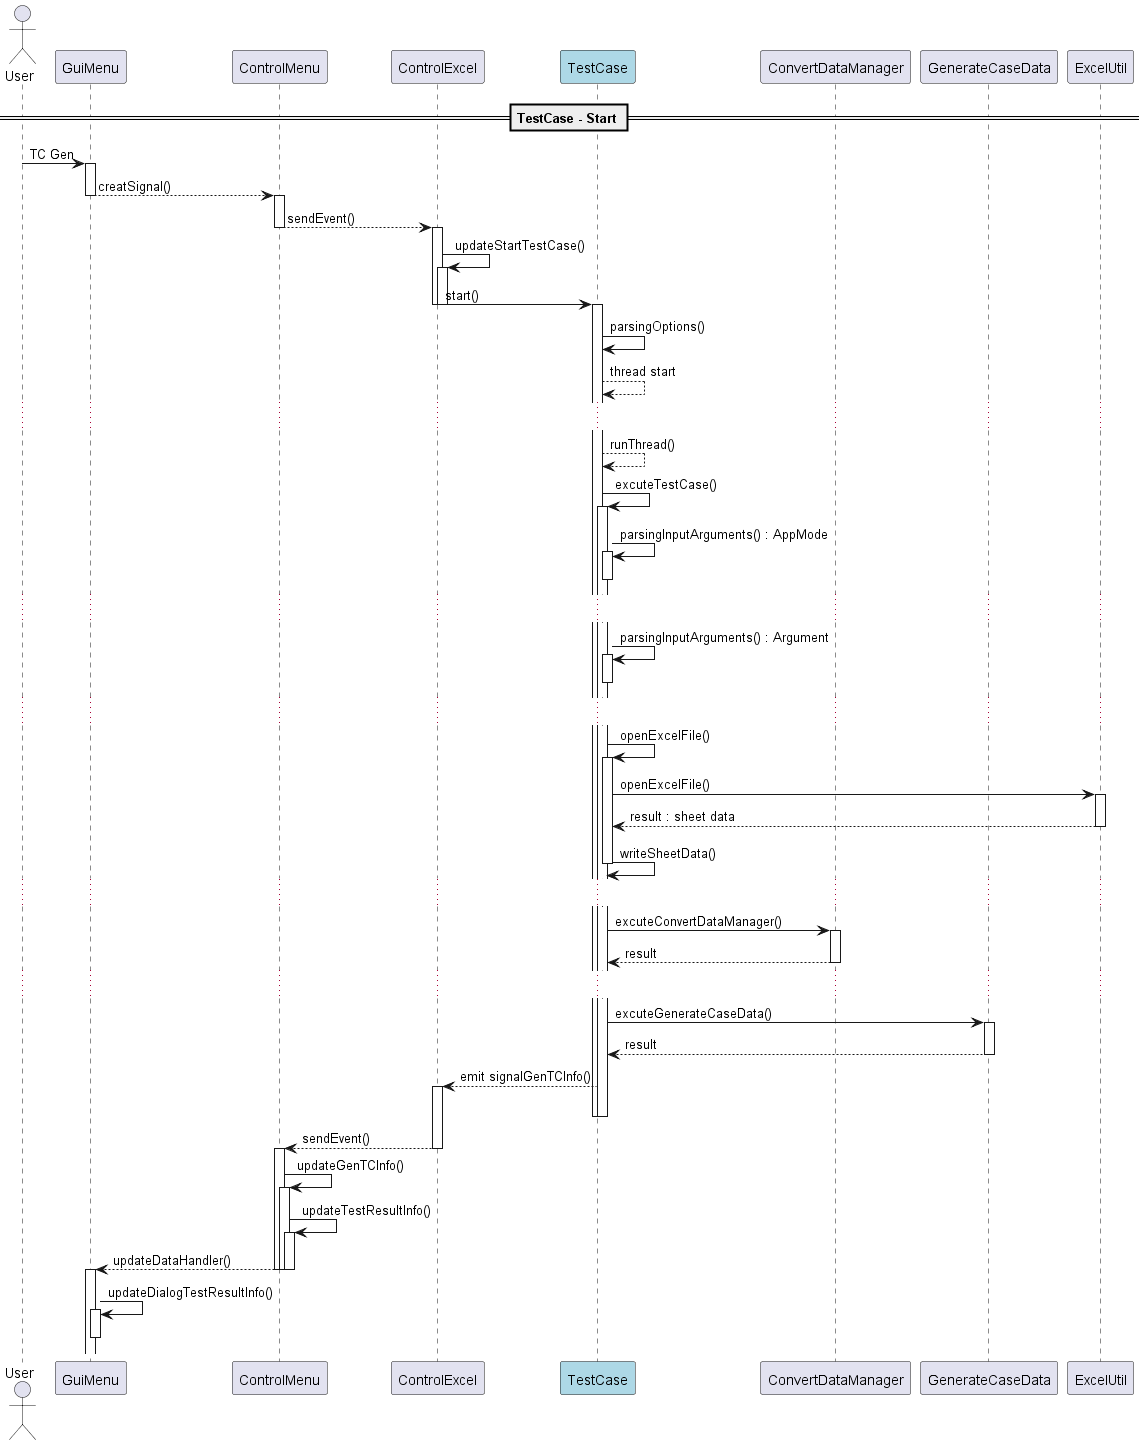 User
GuiMenu
ControlMenu
ControlExcel
TestCase
ConvertDataManager
GenerateCaseData
ExcelUtil
TestCase - Start
TC Gen
creatSignal()
sendEvent()
updateStartTestCase()
start()
parsingOptions()
thread start
runThread()
excuteTestCase()
parsingInputArguments() : AppMode
parsingInputArguments() : Argument
openExcelFile()
openExcelFile()
result : sheet data
writeSheetData()
excuteConvertDataManager()
result
excuteGenerateCaseData()
result
emit signalGenTCInfo()
sendEvent()
updateGenTCInfo()
updateTestResultInfo()
updateDataHandler()
updateDialogTestResultInfo()
User
GuiMenu
ControlMenu
ControlExcel
TestCase
ConvertDataManager
GenerateCaseData
ExcelUtil